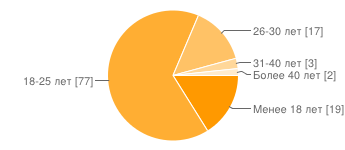 26-30 лет [17]
31-40 лет [3]
Более 40 лет [2]
18-25 лет [77]
Менее 18 лет [19]